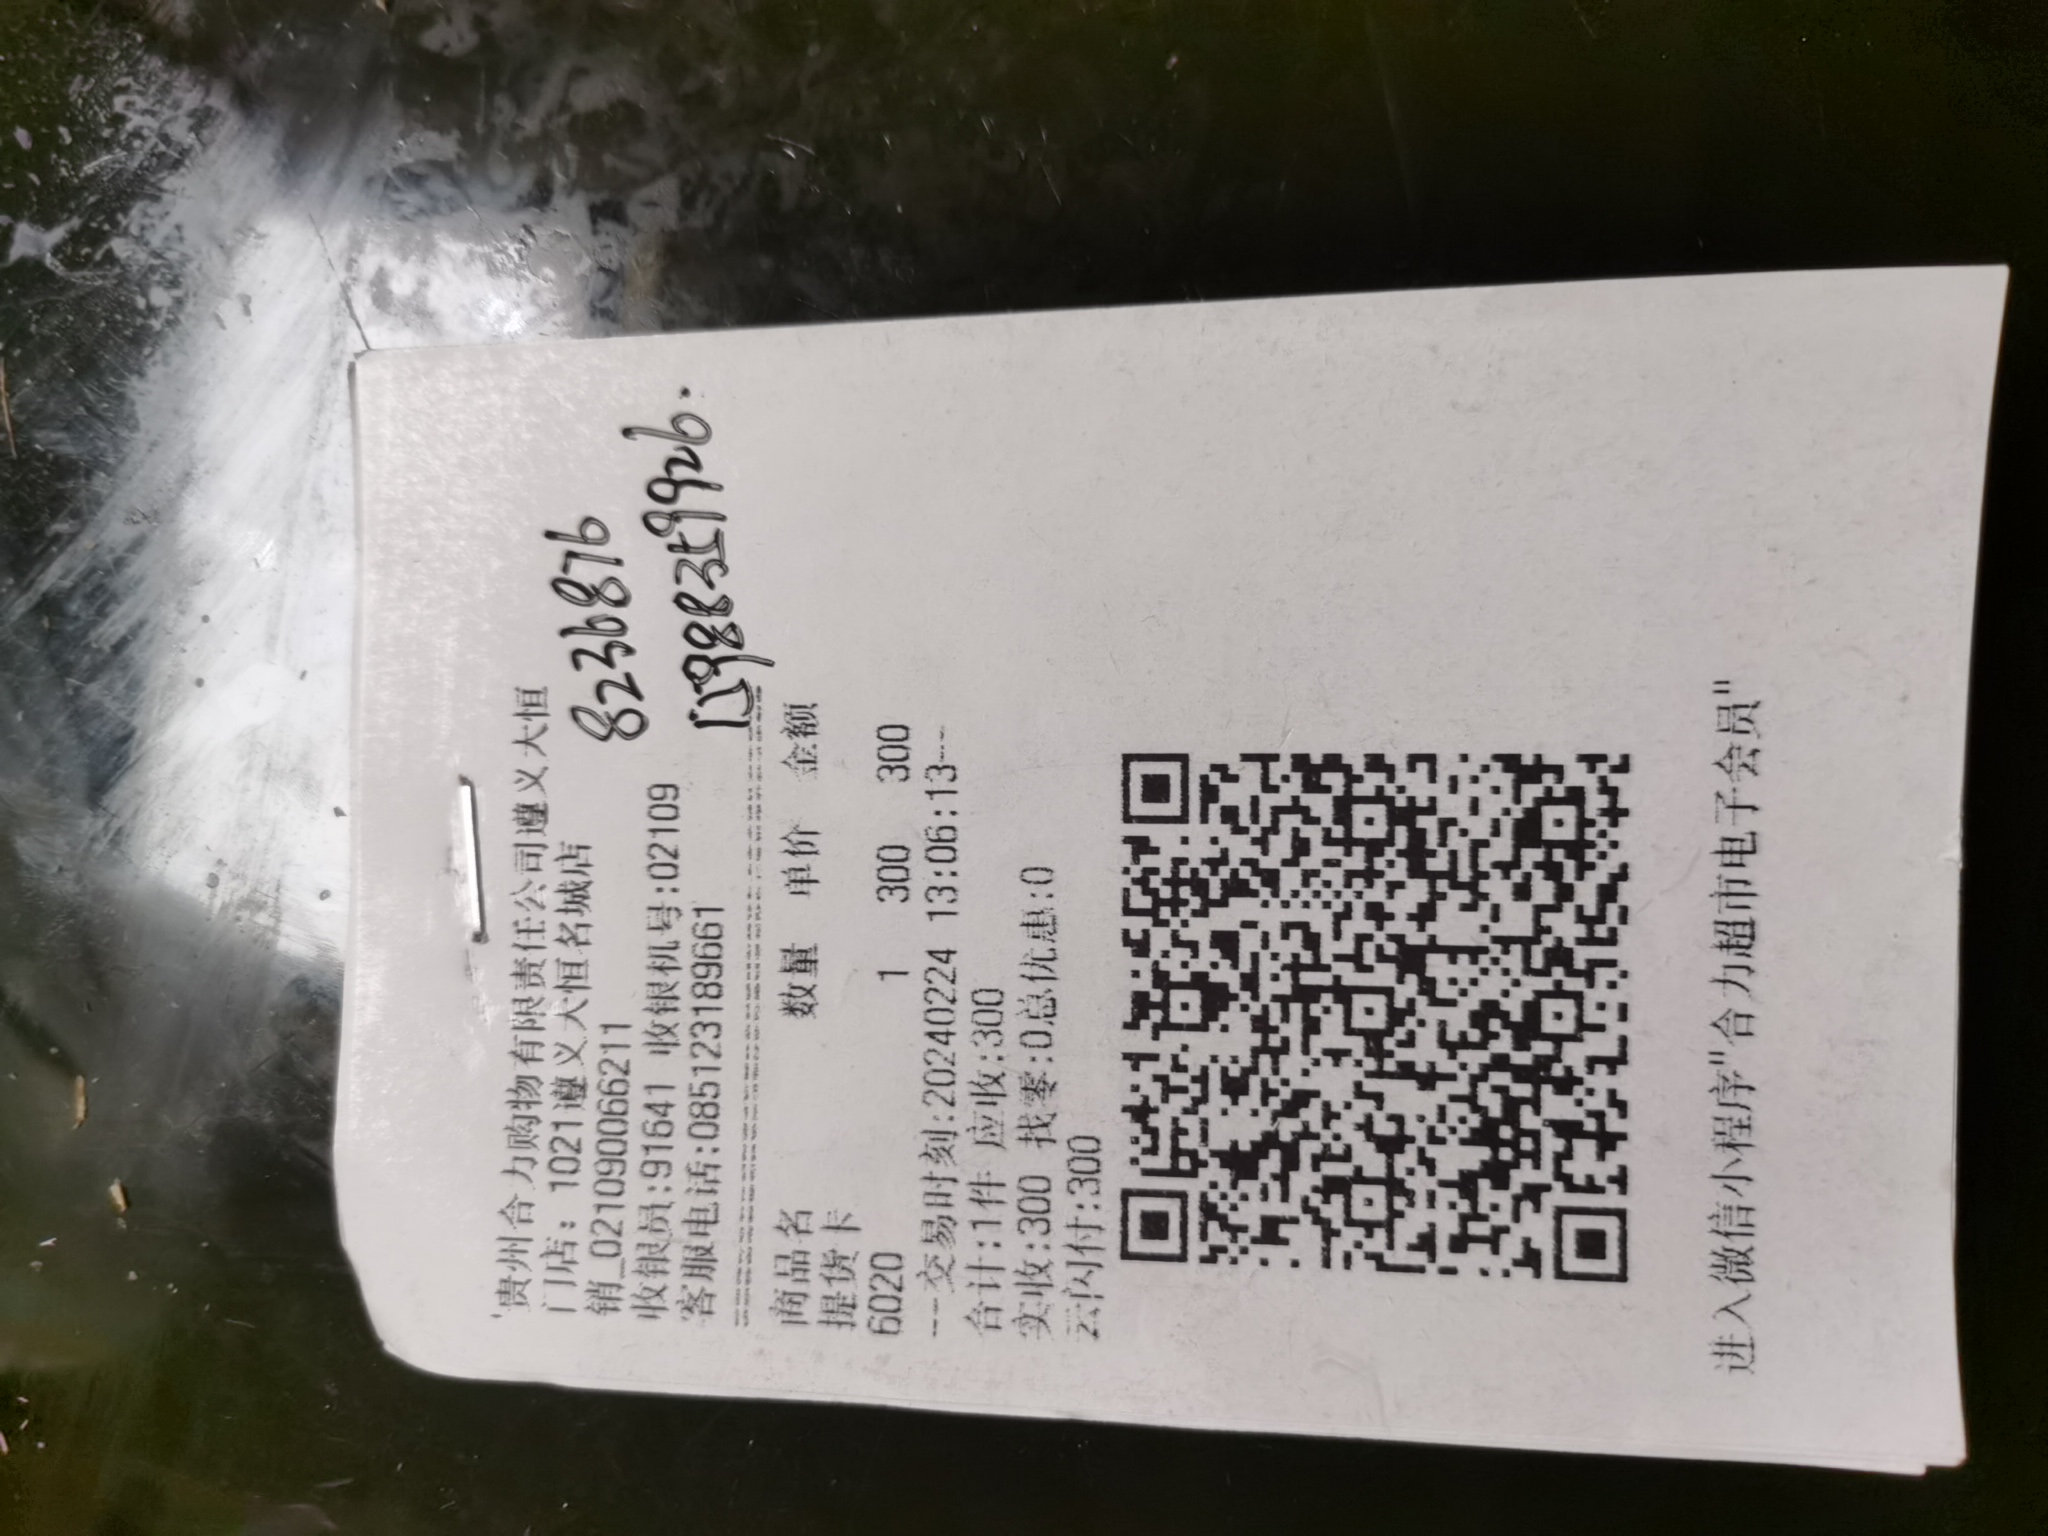 贵州合力购物有限责任公司遵义大恒
门店: 1021遵义大恒名城店
销_021090066211
8236876
收银员:91641 收银机号:02109
客服电话:085123189661
商品名 数量 单价 金额
提货卡
6020 1 300 300
---交易时刻:20240224 13:06:13---
合计:1件 应收:300
实收:300 找零:0总优惠:0
云闪付:300
进入微信小程序"合力超市电子会员"